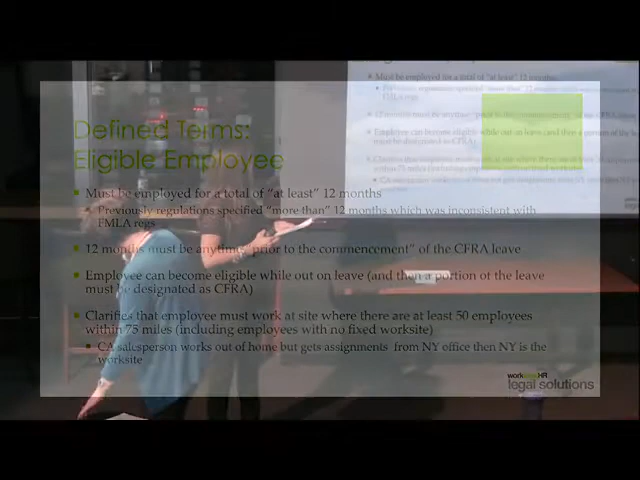 Defined Terms:
Eligible Employee
Must be employed for a total of “at least” 12 months
Previously regulations specified “more than” 12 months which was inconsistent with
FMLA regs
12 months must be anytime “prior to the commencement” of the CFRA leave
Employee can become eligible while out on leave (and then a portion of the leave
must be designated as CFRA)
Clarifies that employee must work at site where there are at least 50 employees
within 75 miles (including employees with no fixed worksite)
CA salesperson works out of home but gets assignments from NY office then NY is the
worksite
legal solutions